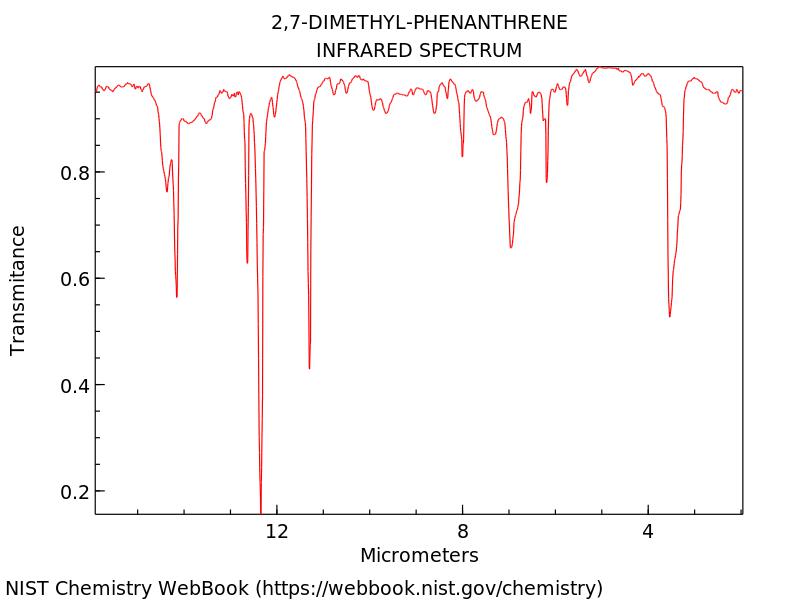 2,7-DIMETHYL-PHENANTHRENE
INFRARED SPECTRUM
0.8
0.6
0.4
0.2
Transmitance
12 8 4
Micrometers
NIST Chemistry WebBook (https://webbook.nist.gov/chemistry)